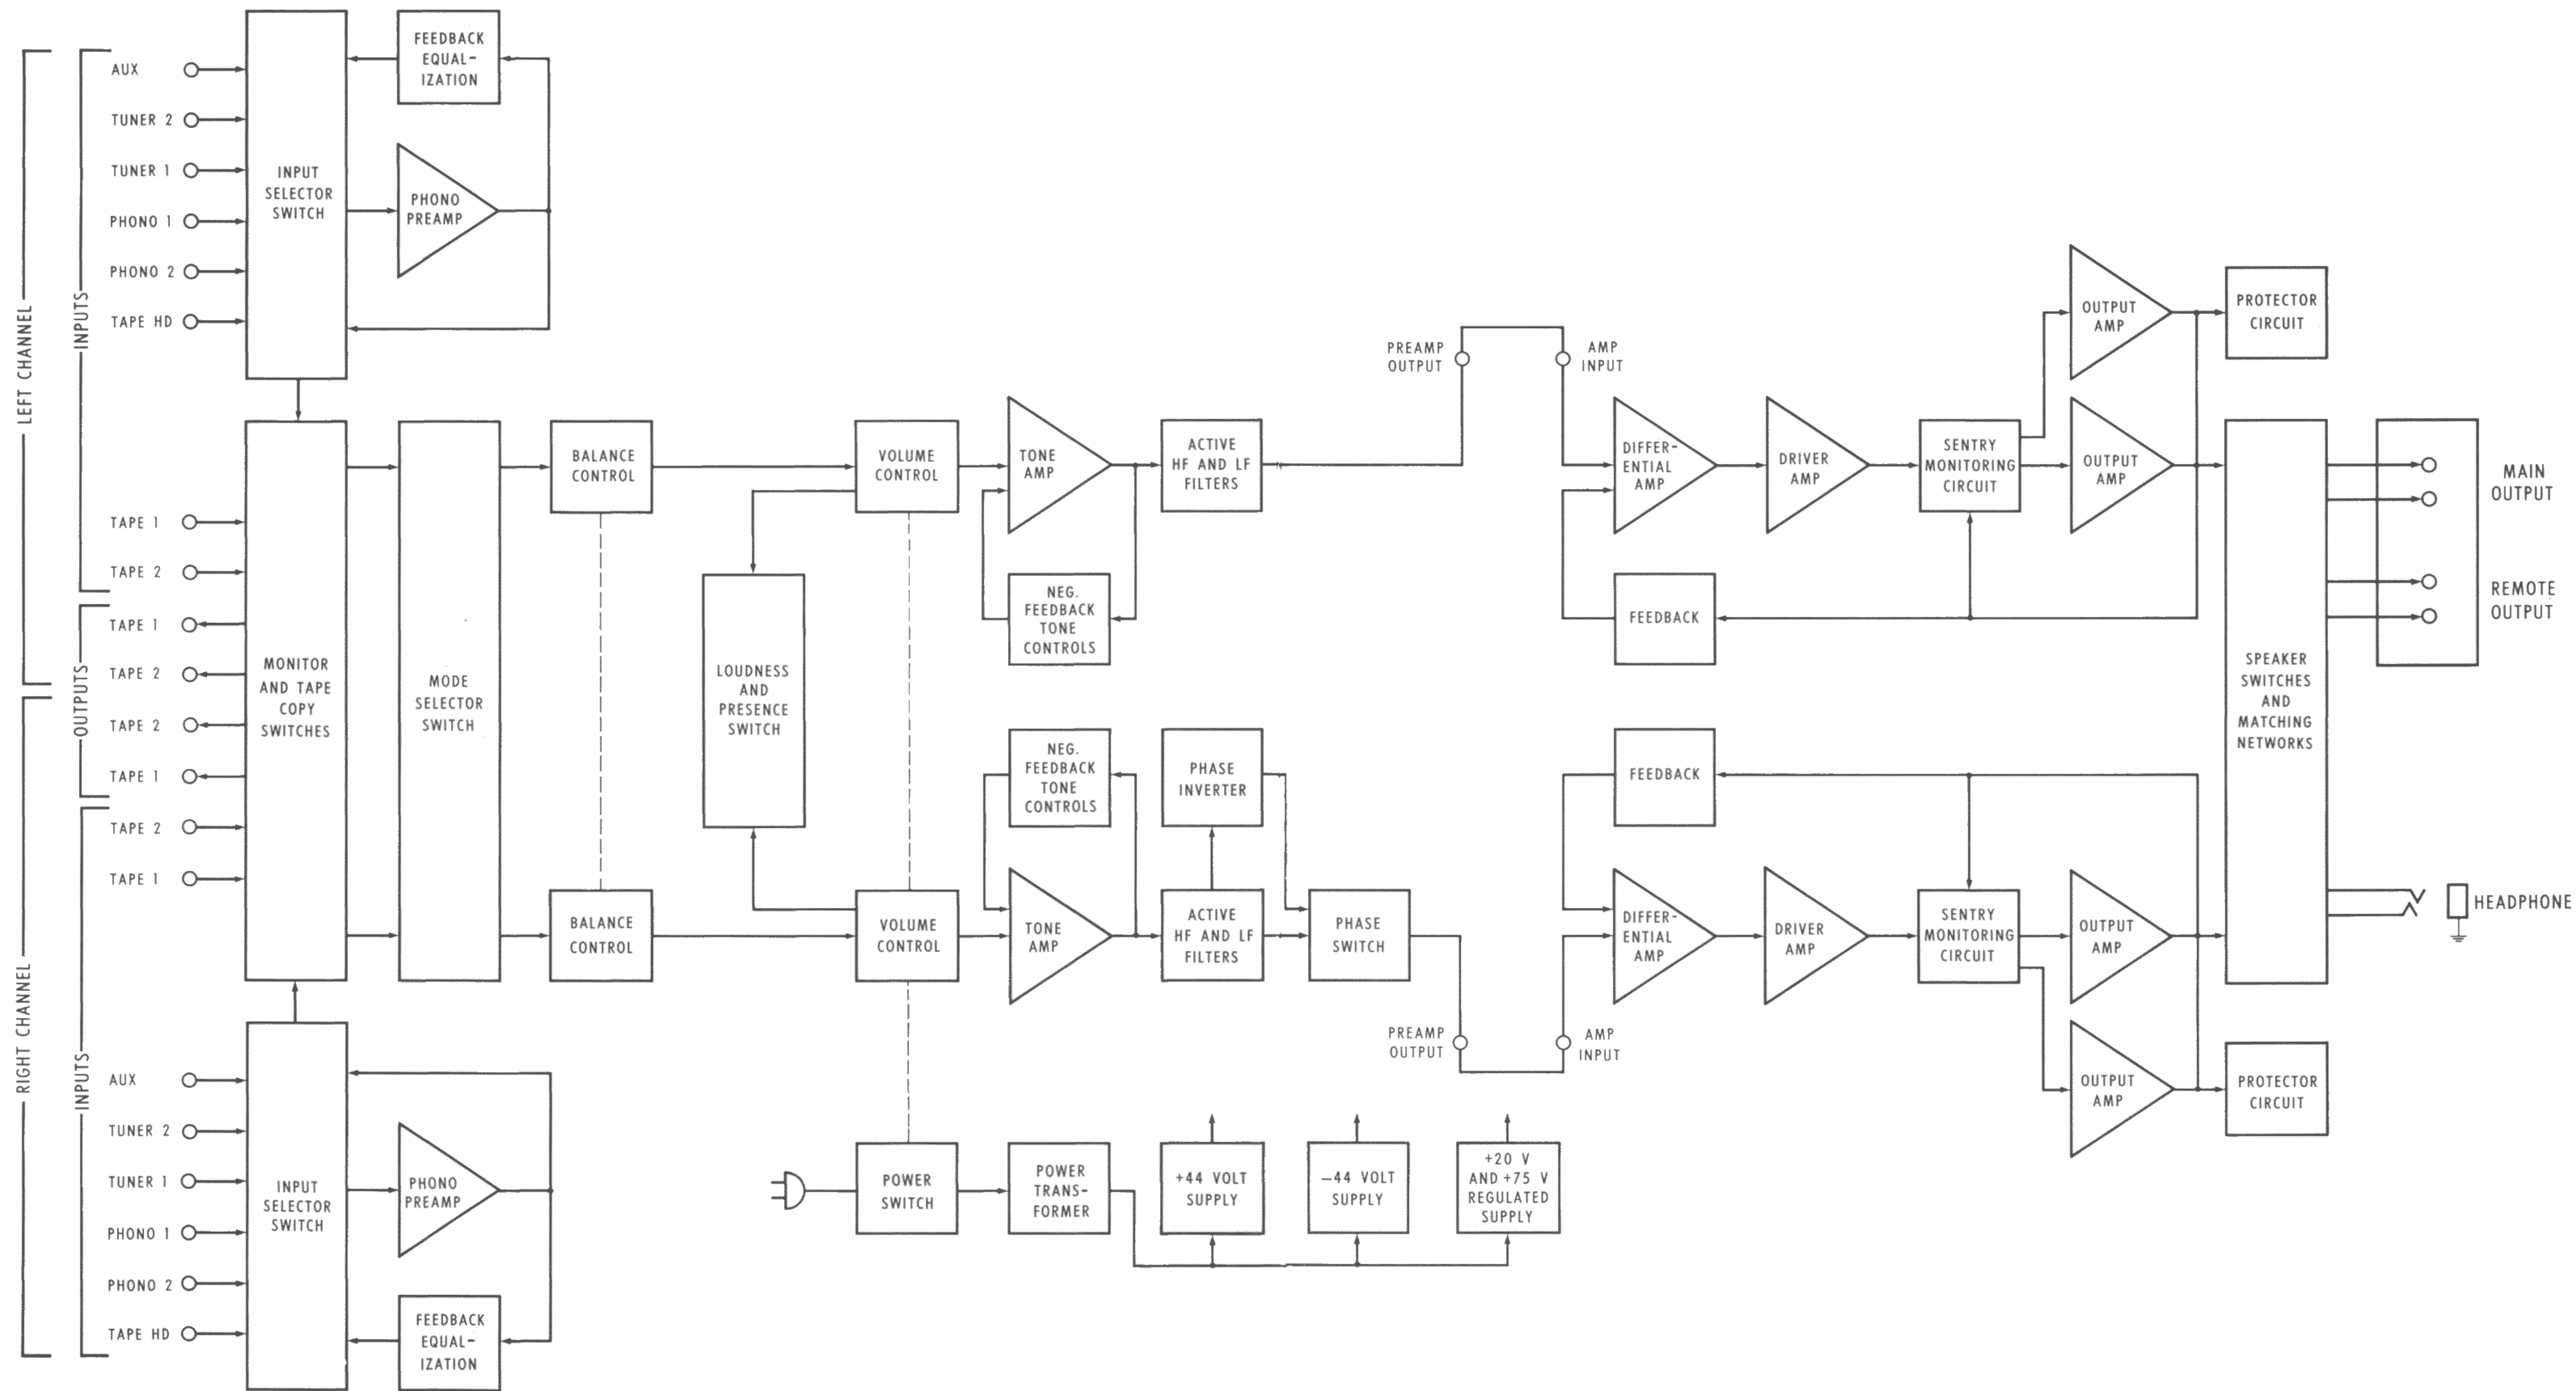 LEFT CHANNEL
INPUTS
AUX
TUNER 2
TUNER 1
PHONO 1
PHONO 2
TAPE HD
INPUT
SELECTOR
SWITCH
FEEDBACK
EQUAL-
IZATION
PHONO
PREAMP
TAPE 1
TAPE 2
OUTPUTS
TAPE 1
TAPE 2
TAPE 2
TAPE 1
TAPE 2
TAPE 1
MONITOR
AND TAPE
COPY
SWITCHES
MODE
SELECTOR
SWITCH
BALANCE
CONTROL
VOLUME
CONTROL
LOUDNESS
AND
PRESENCE
SWITCH
TONE
AMP
NEG.
FEEDBACK
TONE
CONTROLS
ACTIVE
HF AND LF
FILTERS
PREAMP
OUTPUT
AMP
INPUT
DIFFER-
ENTIAL
AMP
DRIVER
AMP
SENTRY
MONITORING
CIRCUIT
OUTPUT
AMP
OUTPUT
AMP
PROTECTOR
CIRCUIT
FEEDBACK
SPEAKER
SWITCHES
AND
MATCHING
NETWORKS
MAIN
OUTPUT
REMOTE
OUTPUT
HEADPHONE
RIGHT CHANNEL
INPUTS
BALANCE
CONTROL
VOLUME
CONTROL
NEG.
FEEDBACK
TONE
CONTROLS
TONE
AMP
PHASE
INVERTER
ACTIVE
HF AND LF
FILTERS
PHASE
SWITCH
PREAMP
OUTPUT
AMP
INPUT
FEEDBACK
DIFFER-
ENTIAL
AMP
DRIVER
AMP
SENTRY
MONITORING
CIRCUIT
OUTPUT
AMP
OUTPUT
AMP
PROTECTOR
CIRCUIT
AUX
TUNER 2
TUNER 1
PHONO 1
PHONO 2
TAPE HD
INPUT
SELECTOR
SWITCH
PHONO
PREAMP
FEEDBACK
EQUAL-
IZATION
POWER
SWITCH
POWER
TRANS-
FORMER
+44 VOLT
SUPPLY
–44 VOLT
SUPPLY
+20 V
AND +75 V
REGULATED
SUPPLY